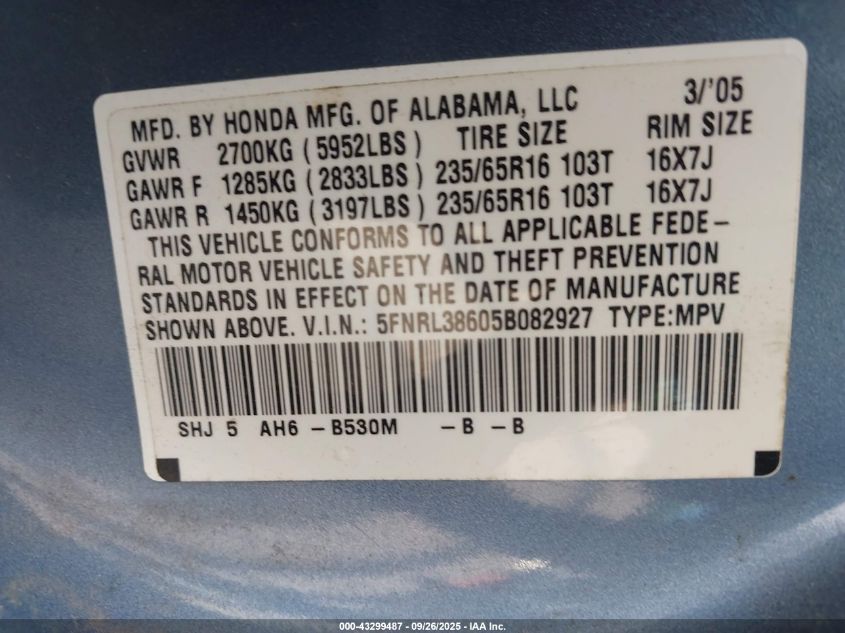 MFD. BY HONDA MFG. OF ALABAMA, LLC 3/'05
GVWR 2700KG (5952LBS) TIRE SIZE RIM SIZE
GAWR F 1285KG (2833LBS) 235/65R16 103T 16X7J
GAWR R 1450KG (3197LBS) 235/65R16 103T 16X7J
THIS VEHICLE CONFORMS TO ALL APPLICABLE FEDE-
RAL MOTOR VEHICLE SAFETY AND THEFT PREVENTION
STANDARDS IN EFFECT ON THE DATE OF MANUFACTURE
SHOWN ABOVE. V.I.N.: 5FNRL38605B082927 TYPE:MPV
SHJ 5 AH6 -B530M -B -B
000-43299487 - 09/26/2025 - IAA Inc.